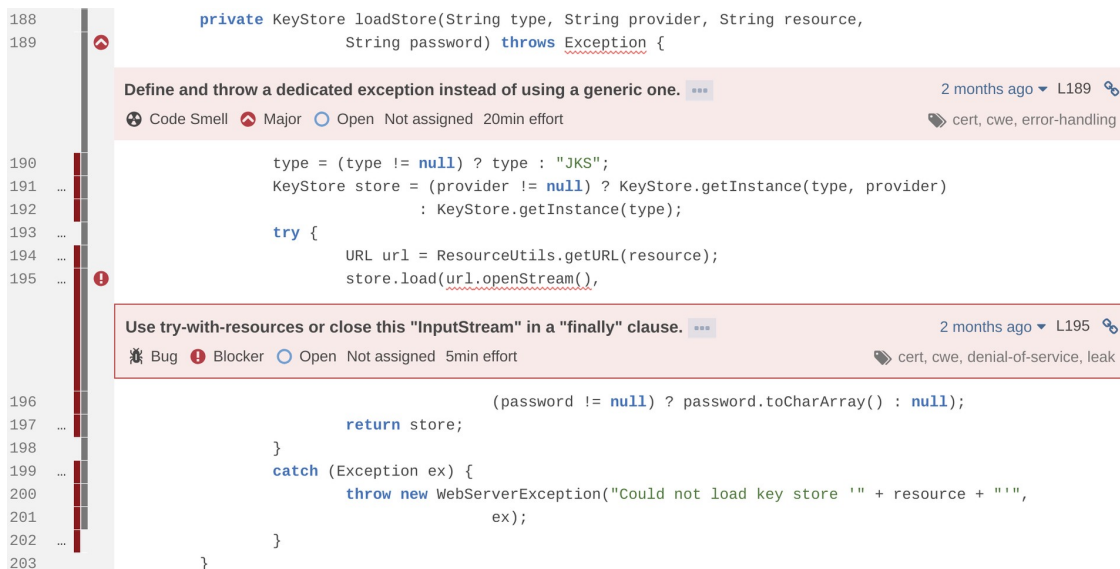 188 private KeyStore loadStore(String type, String provider, String resource,
189 String password) throws Exception {
Define and throw a dedicated exception instead of using a generic one. ... 2 months ago L189
Code Smell Major Open Not assigned 20min effort cert, cwe, error-handling
190 type = (type != null) ? type : "JKS";
191 … KeyStore store = (provider != null) ? KeyStore.getInstance(type, provider)
192 : KeyStore.getInstance(type);
193 … try {
194 … URL url = ResourceUtils.getURL(resource);
195 … store.load(url.openStream(),
Use try-with-resources or close this "InputStream" in a "finally" clause. ... 2 months ago L195
Bug Blocker Open Not assigned 5min effort cert, cwe, denial-of-service, leak
196 (password != null) ? password.toCharArray() : null);
197 … return store;
198 }
199 … catch (Exception ex) {
200 throw new WebServerException("Could not load key store '" + resource + "'",
201 ex);
202 … }
203 }